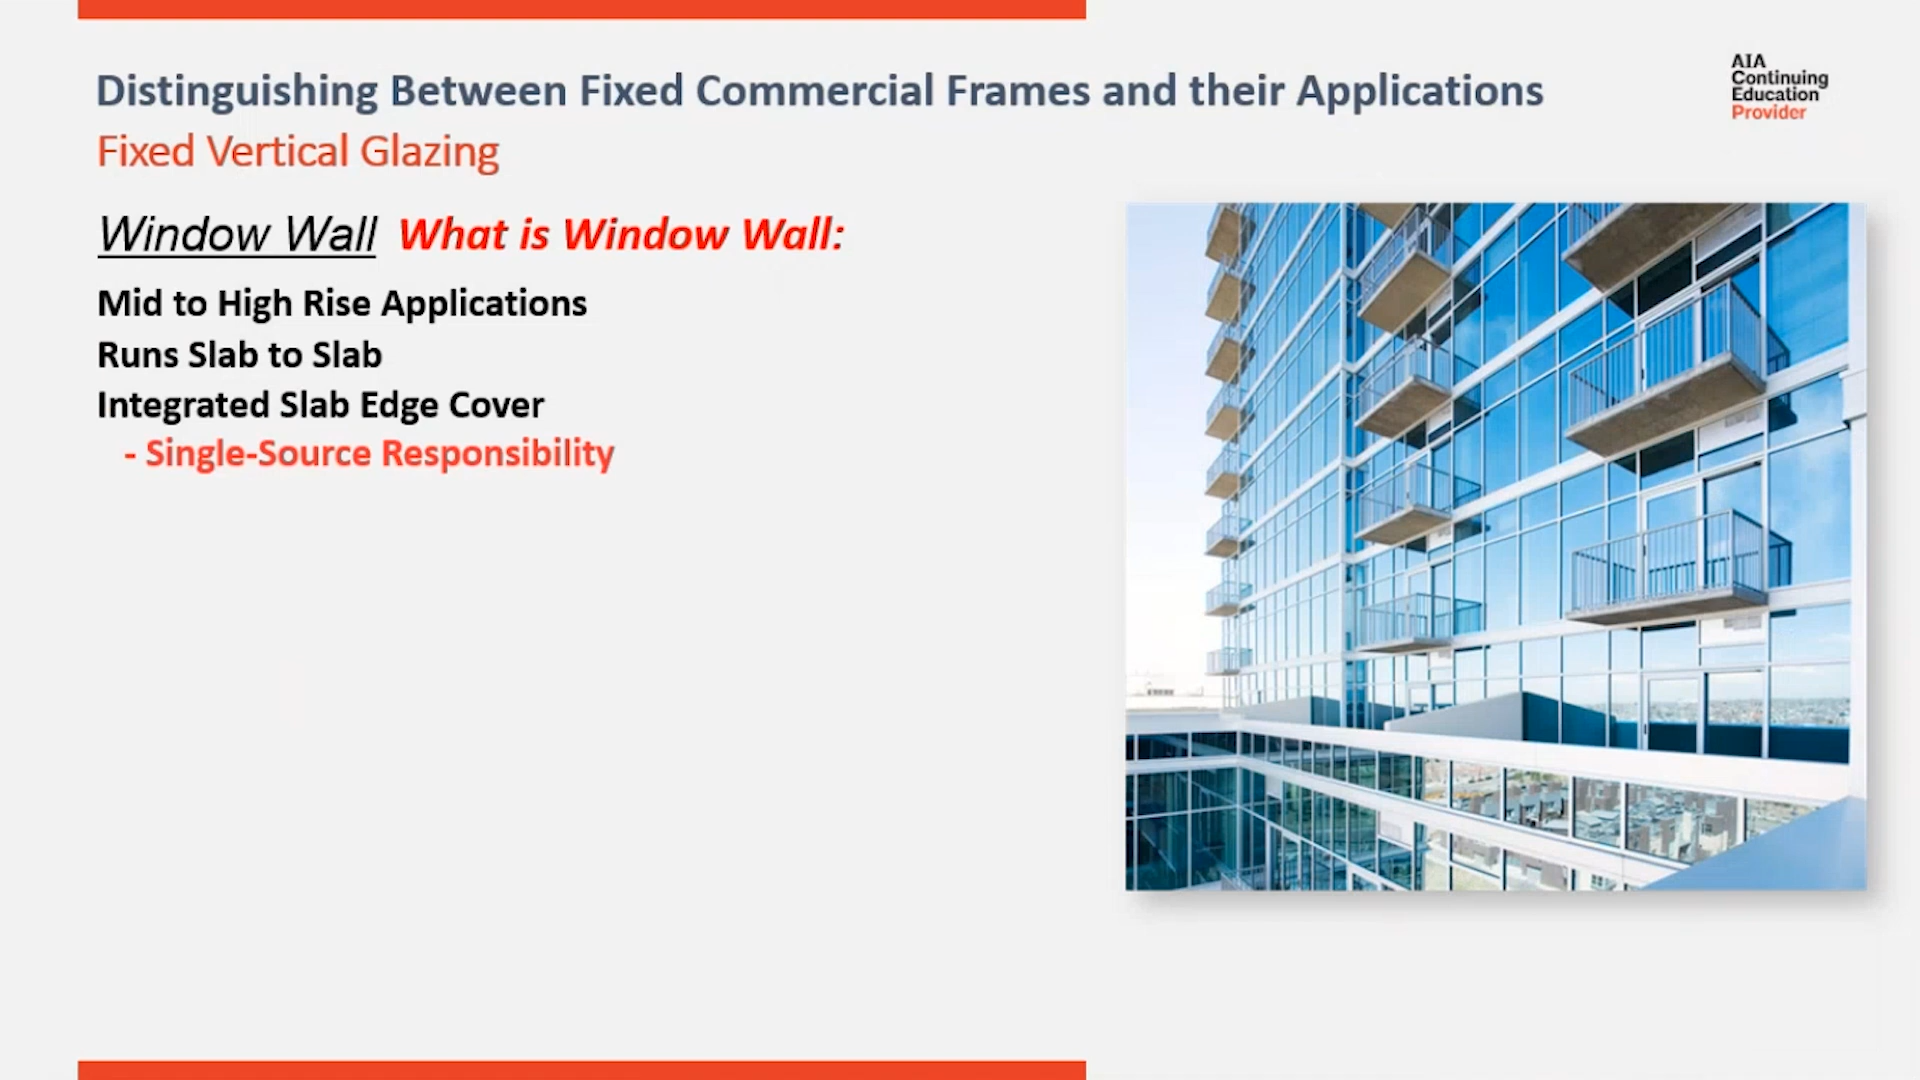 Distinguishing Between Fixed Commercial Frames and their Applications
Fixed Vertical Glazing
AIA
Continuing
Education
Provider
Window Wall What is Window Wall:
Mid to High Rise Applications
Runs Slab to Slab
Integrated Slab Edge Cover
- Single-Source Responsibility